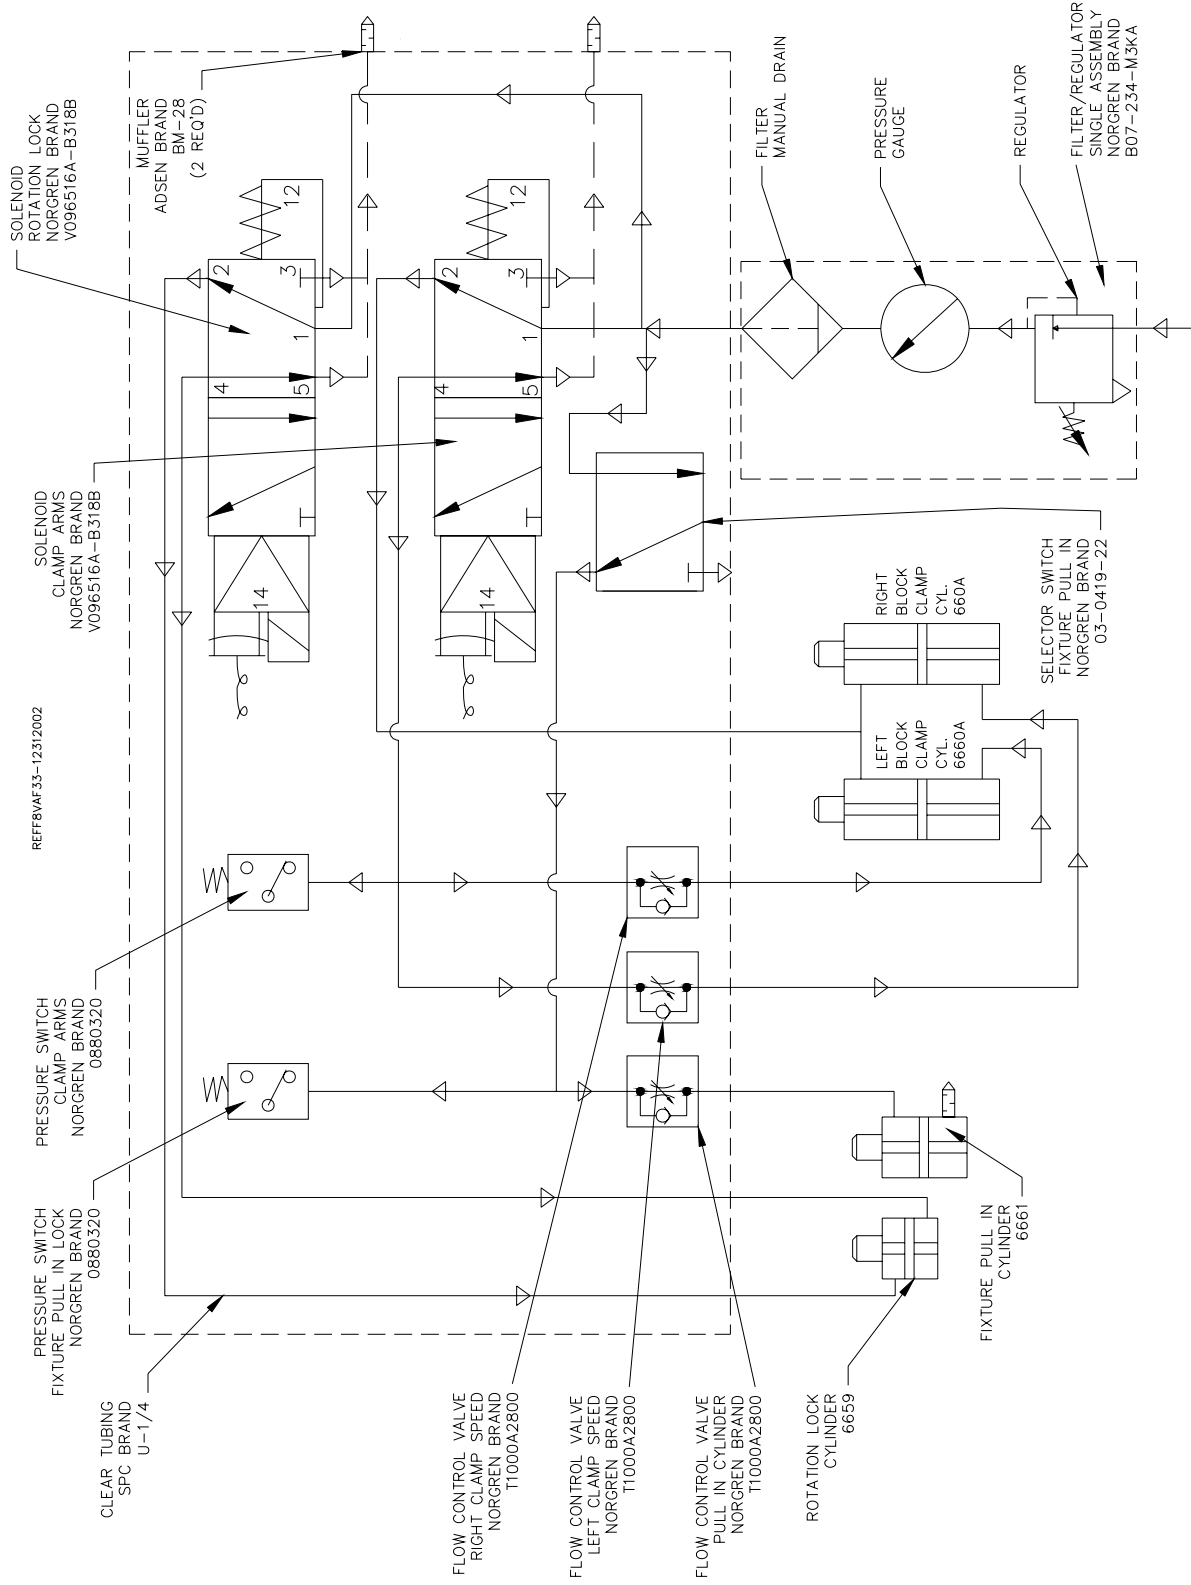 SOLENOID
ROTATION LOCK
NORGREN BRAND
V096516A-B318B
MUFFLER
ADSEN BRAND
BM-28
(2 REQ'D)
SOLENOID
CLAMP ARMS
NORGREN BRAND
V096516A-B318B
2
3
12
1
4
5
14
2
3
12
1
4
5
14
FILTER
MANUAL DRAIN
PRESSURE
GAUGE
REGULATOR
FILTER/REGULATOR
SINGLE ASSEMBLY
NORGREN BRAND
B07-234-M3KA
SELECTOR SWITCH
FIXTURE PULL IN
NORGREN BRAND
03-0419-22
RIGHT
BLOCK
CLAMP
CYL.
660A
LEFT
BLOCK
CLAMP
CYL.
6660A
REFF8VAF33-12312002
PRESSURE SWITCH
CLAMP ARMS
NORGREN BRAND
0880320
PRESSURE SWITCH
FIXTURE PULL IN LOCK
NORGREN BRAND
0880320
CLEAR TUBING
SPC BRAND
U-1/4
FLOW CONTROL VALVE
RIGHT CLAMP SPEED
NORGREN BRAND
T1000A2800
FLOW CONTROL VALVE
LEFT CLAMP SPEED
NORGREN BRAND
T1000A2800
FLOW CONTROL VALVE
PULL IN CYLINDER
NORGREN BRAND
T1000A2800
ROTATION LOCK
CYLINDER
6659
FIXTURE PULL IN
CYLINDER
6661